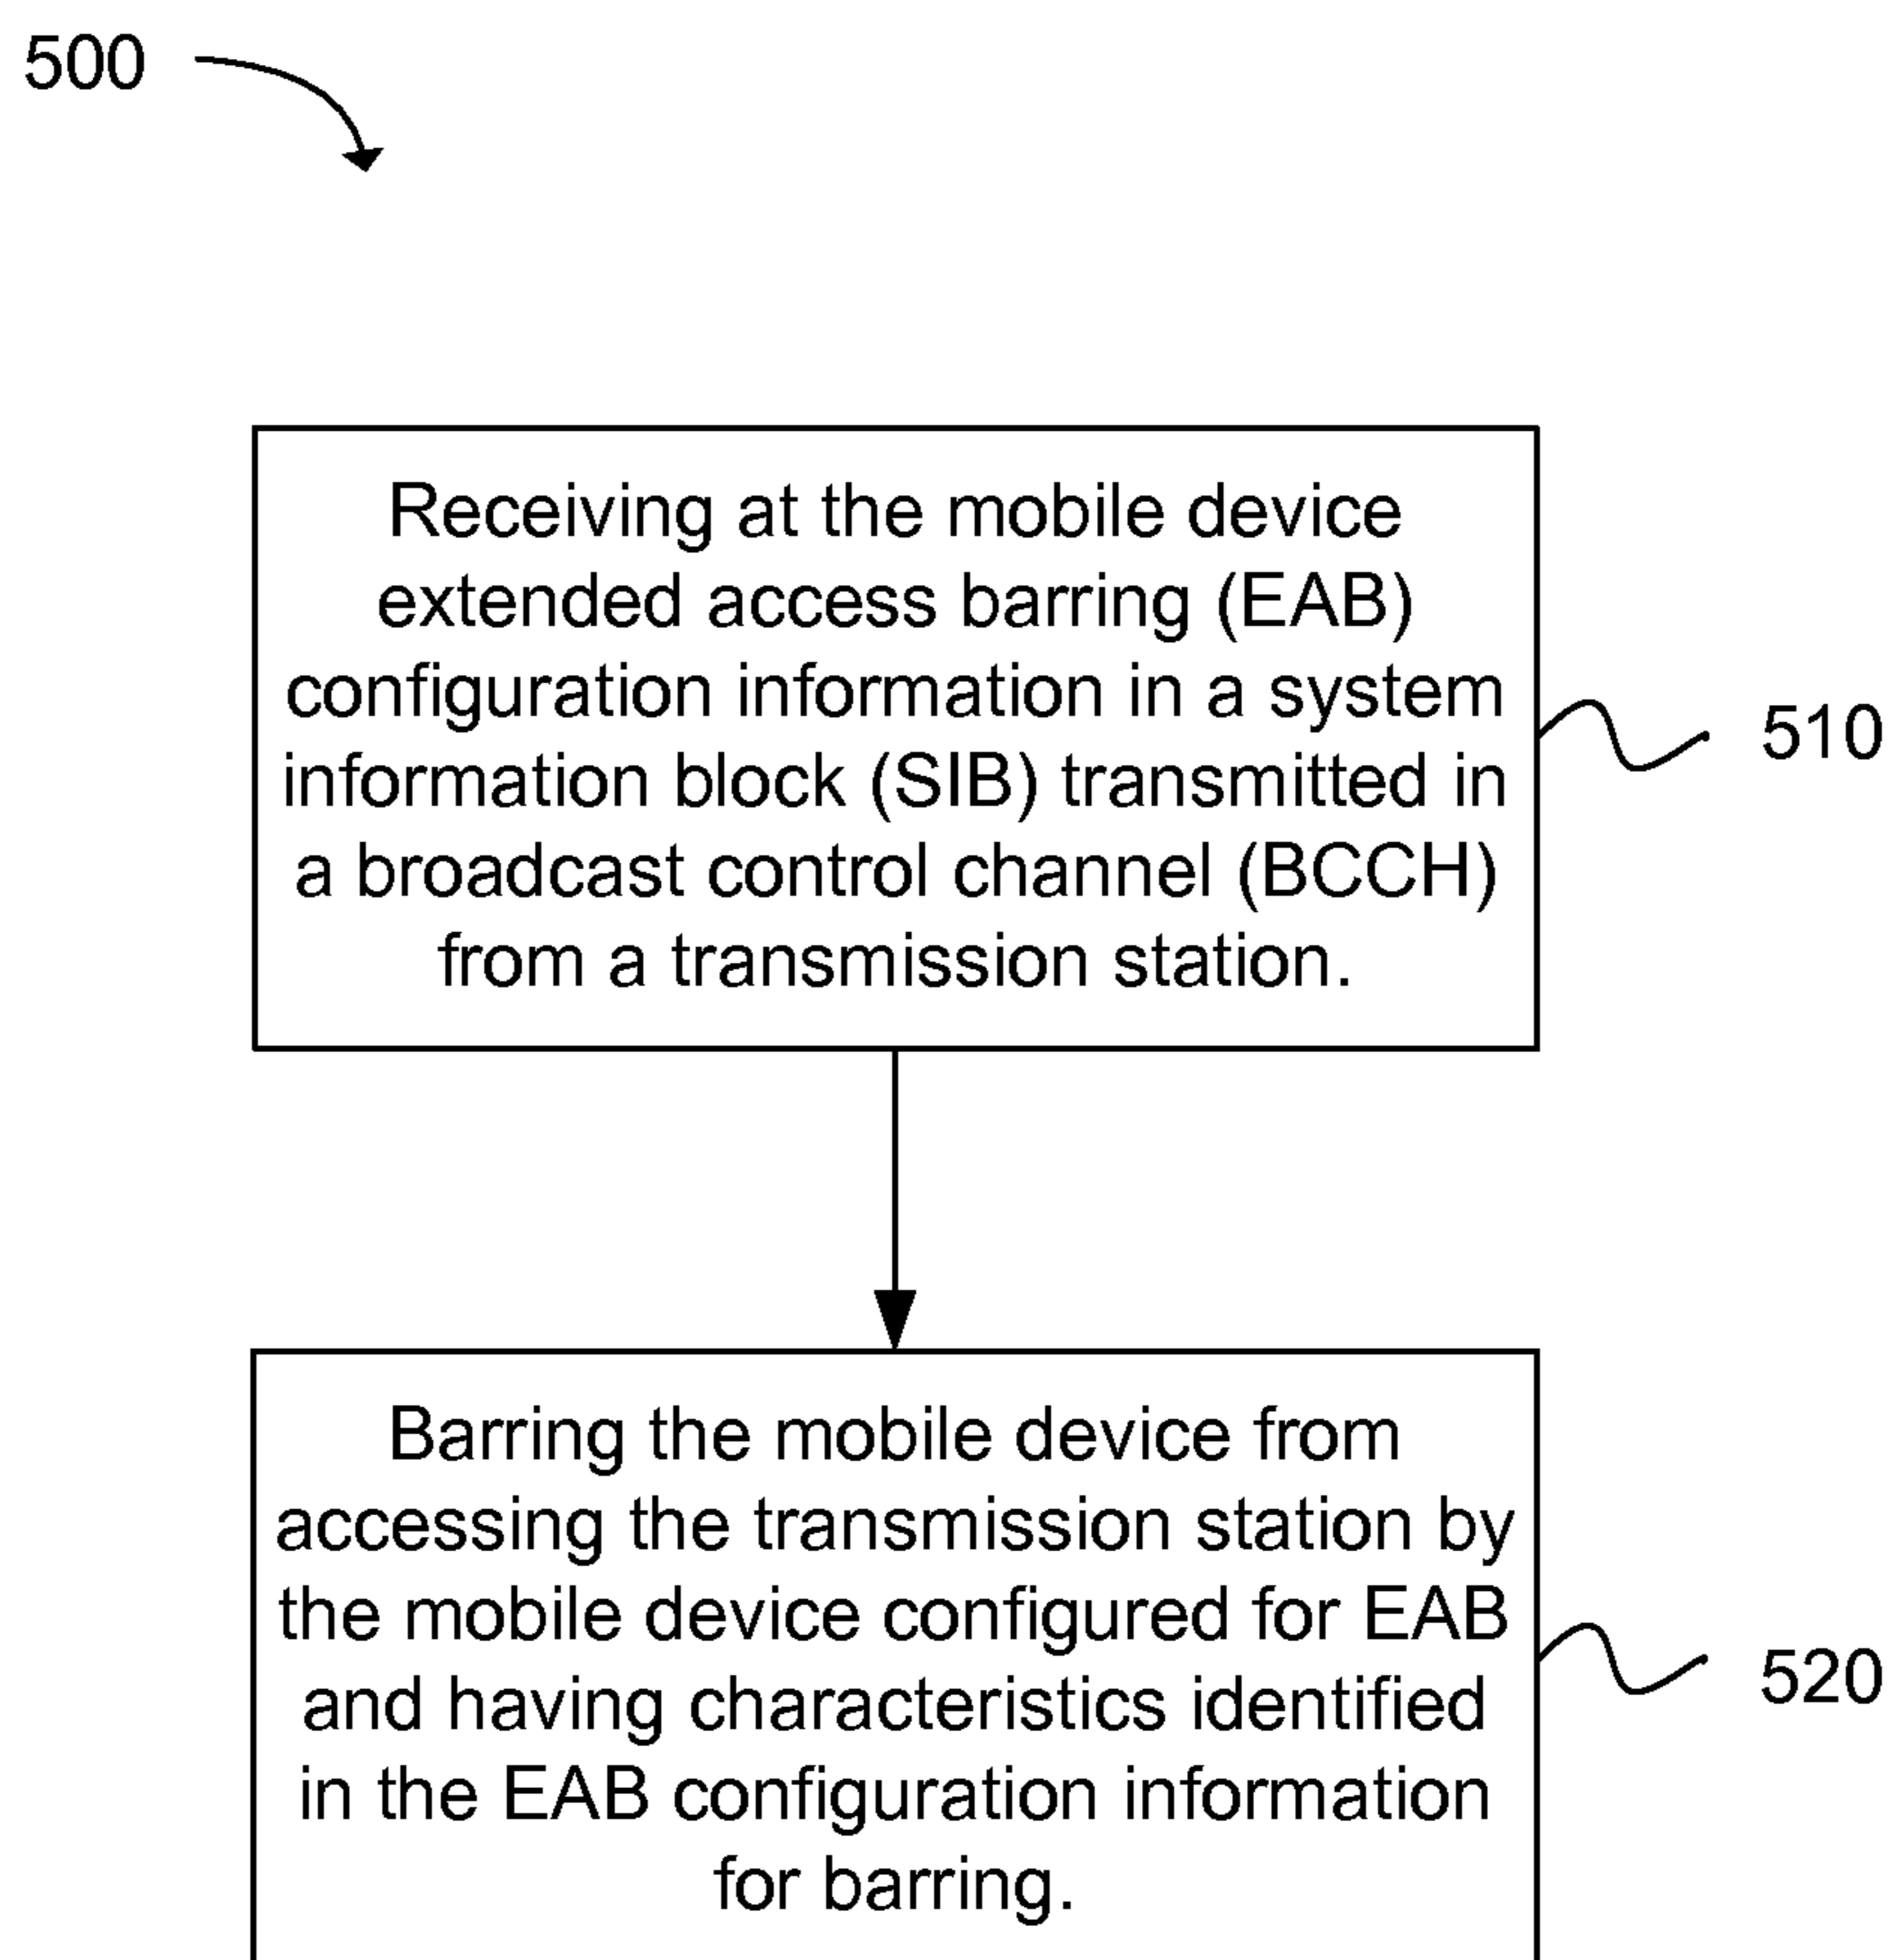 500
Receiving at the mobile device
extended access barring (EAB)
configuration information in a system
information block (SIB) transmitted in
a broadcast control channel (BCCH)
from a transmission station.
510
Barring the mobile device from
accessing the transmission station by
the mobile device configured for EAB
and having characteristics identified
in the EAB configuration information
for barring.
520